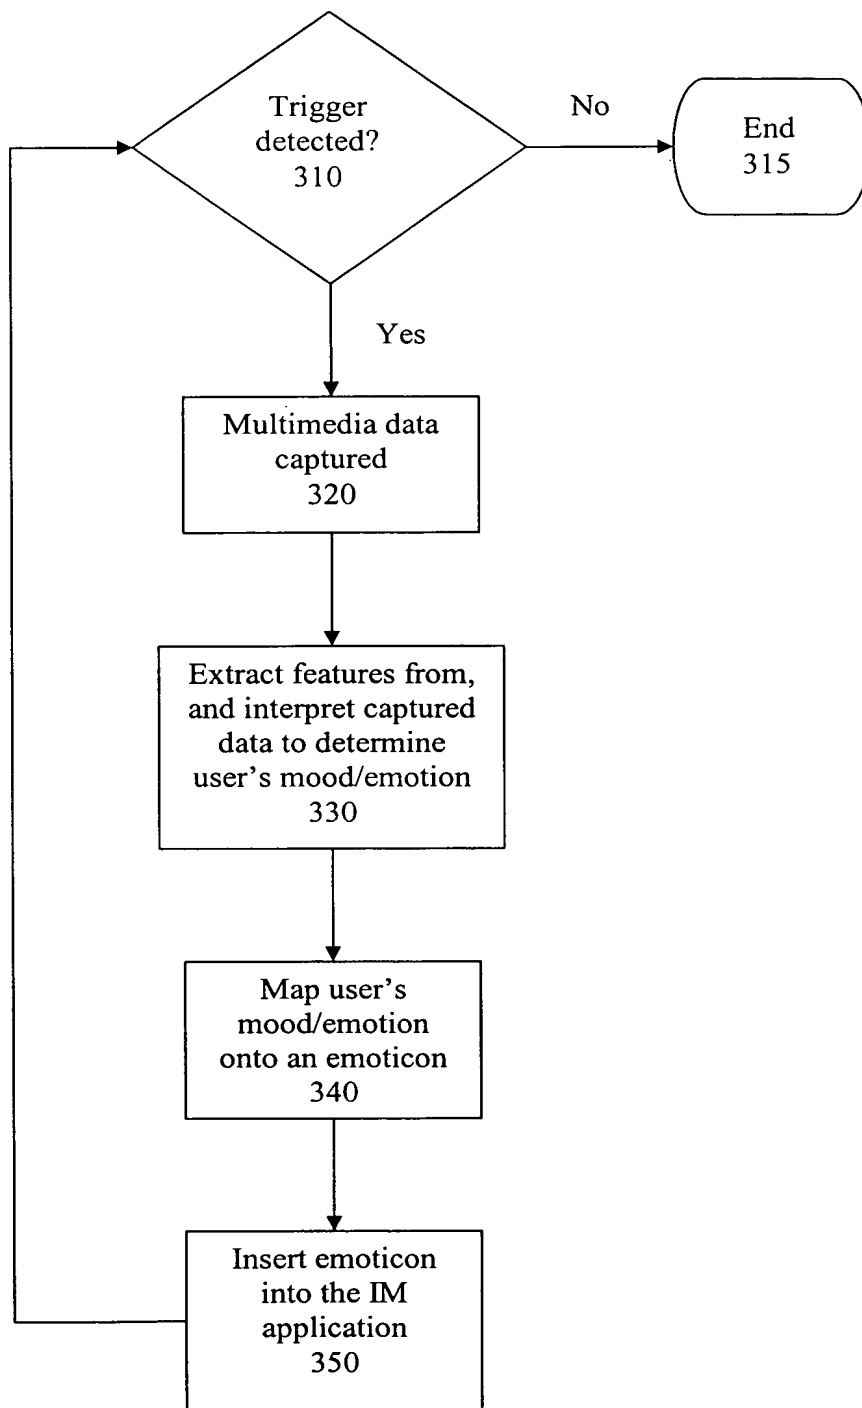 Trigger
detected?
310
No
End
315
Yes
Multimedia data
captured
320
Extract features from,
and interpret captured
data to determine
user's mood/emotion
330
Map user's
mood/emotion
onto an emoticon
340
Insert emoticon
into the IM
application
350